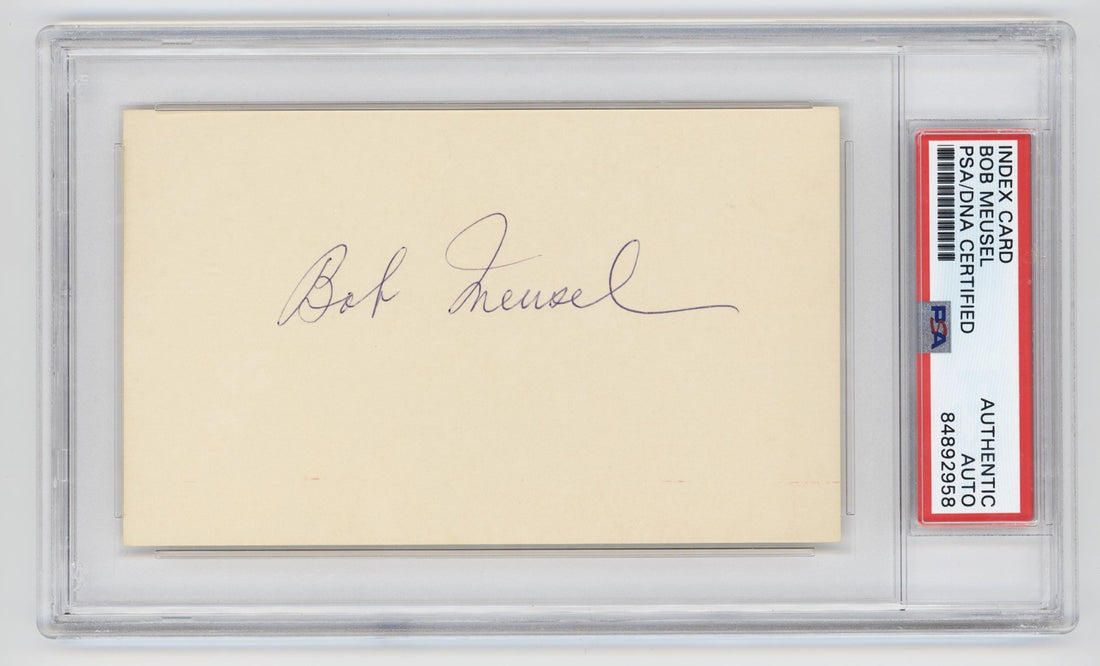 Bob Meusel
INDEX CARD
BOB MEUSEL
PSA/DNA CERTIFIED
PSA
AUTHENTIC
AUTO
84892958